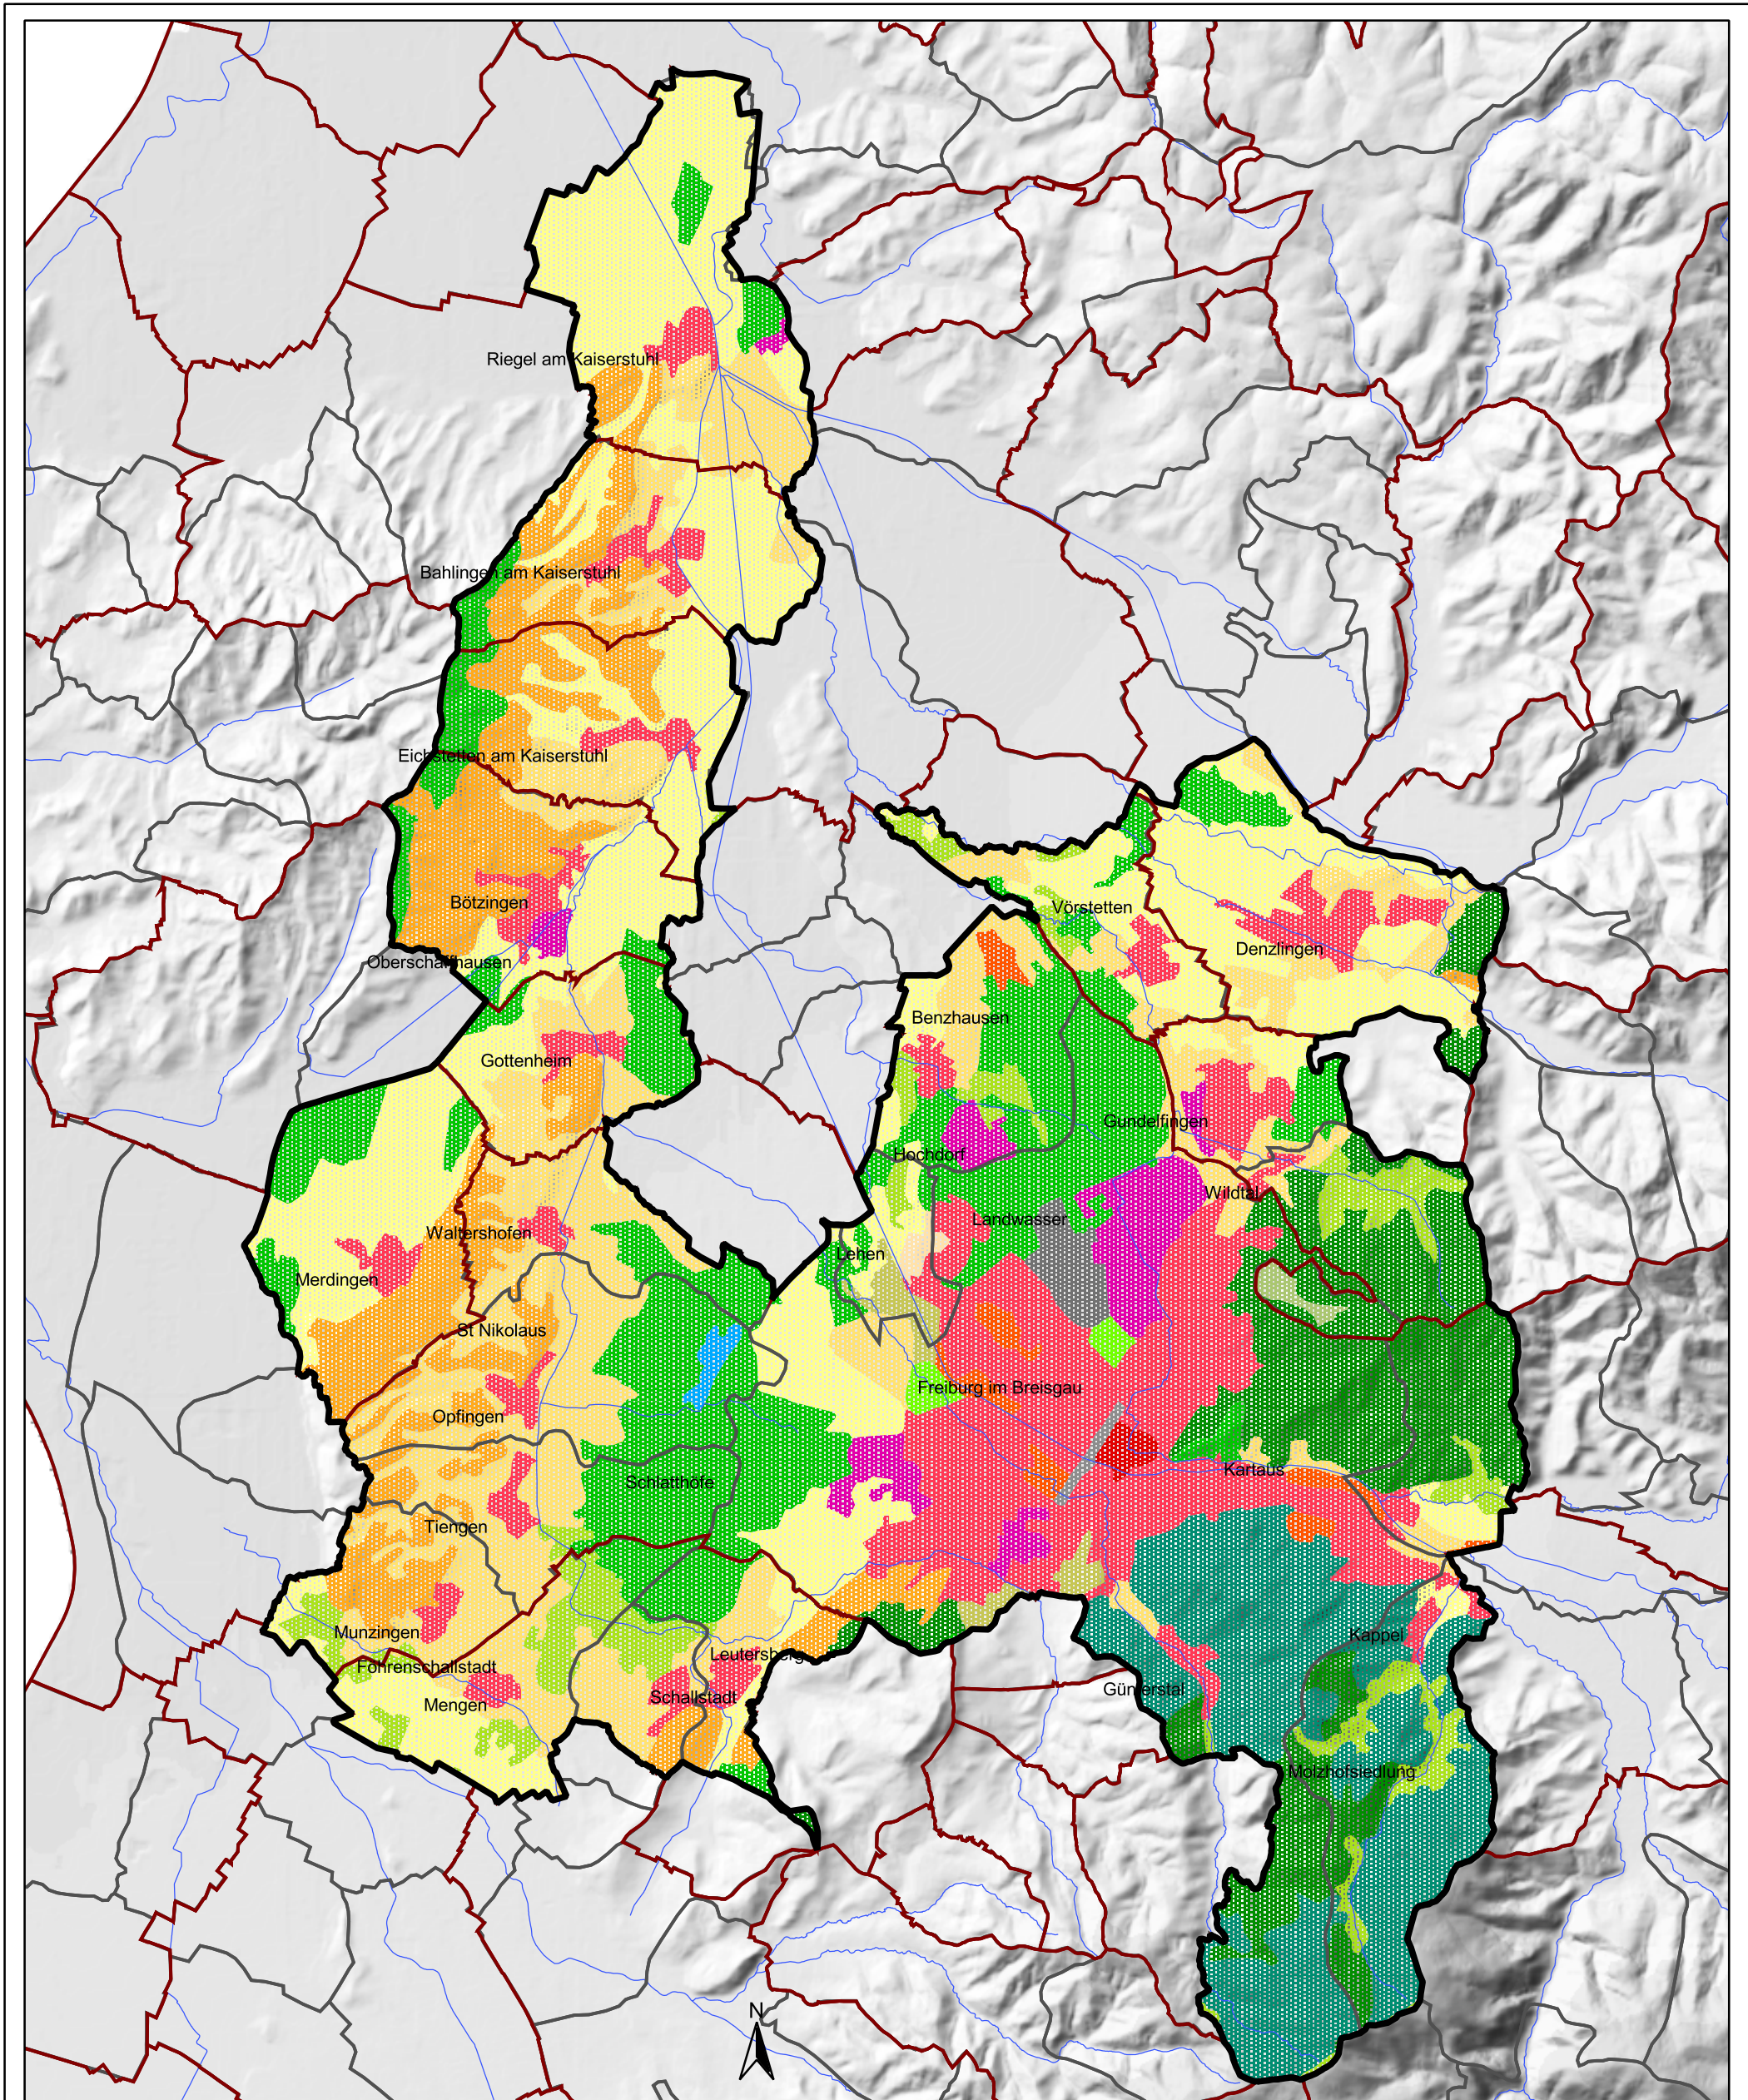 Riegel am Kaiserstuhl
Bahlingen am Kaiserstuhl
Eichstetten am Kaiserstuhl
Bötzingen
Vörstetten
Denzlingen
Oberschaffhausen
Benzhausen
Gottenheim
Gundelfingen
Hochdorf
Wildtal
Landwasser
Waltershofen
Lehen
Merdingen
St Nikolaus
Freiburg im Breisgau
Opfingen
Kartaus
Schlatthöfe
Tiengen
Munzingen
Kappel
Leutersberg
Föhrenschallstadt
Günterstal
Schallstadt
Mengen
Molzhofsiedlung
N